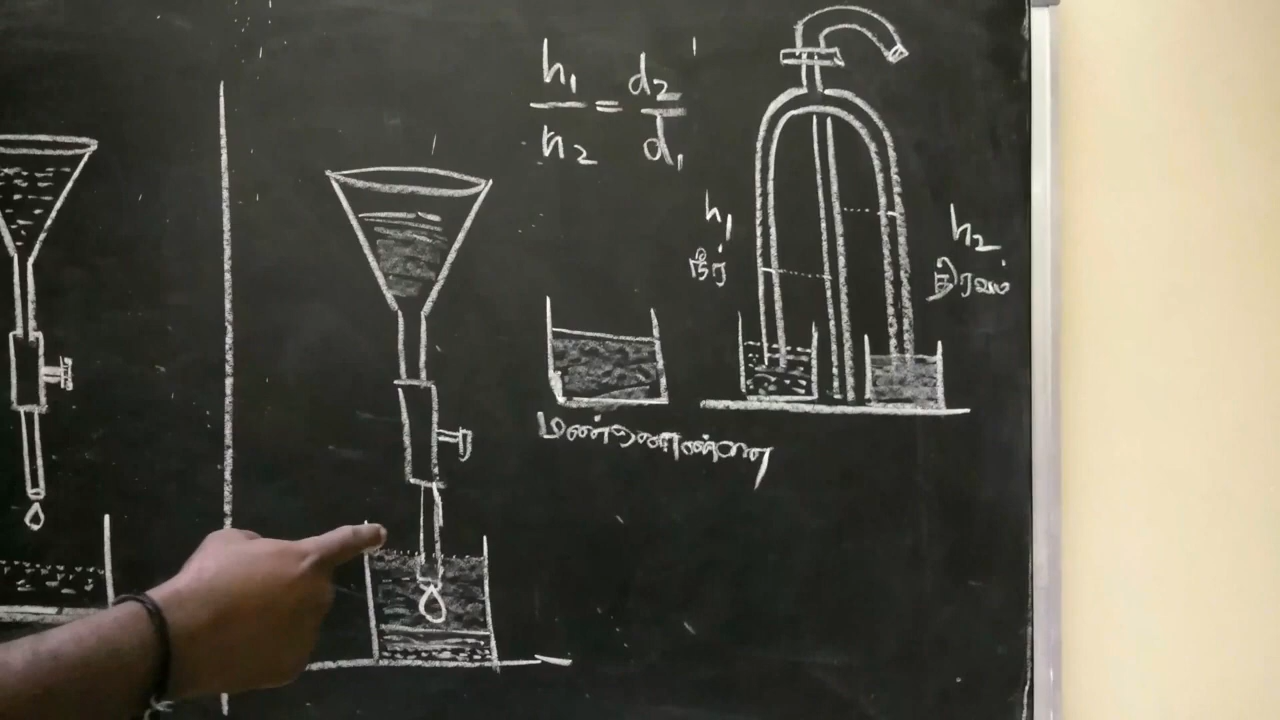 h₁/h₂ = d₂/d₁
h₁
நீர்
h₂
திரவம்
மண்ணெண்ணை